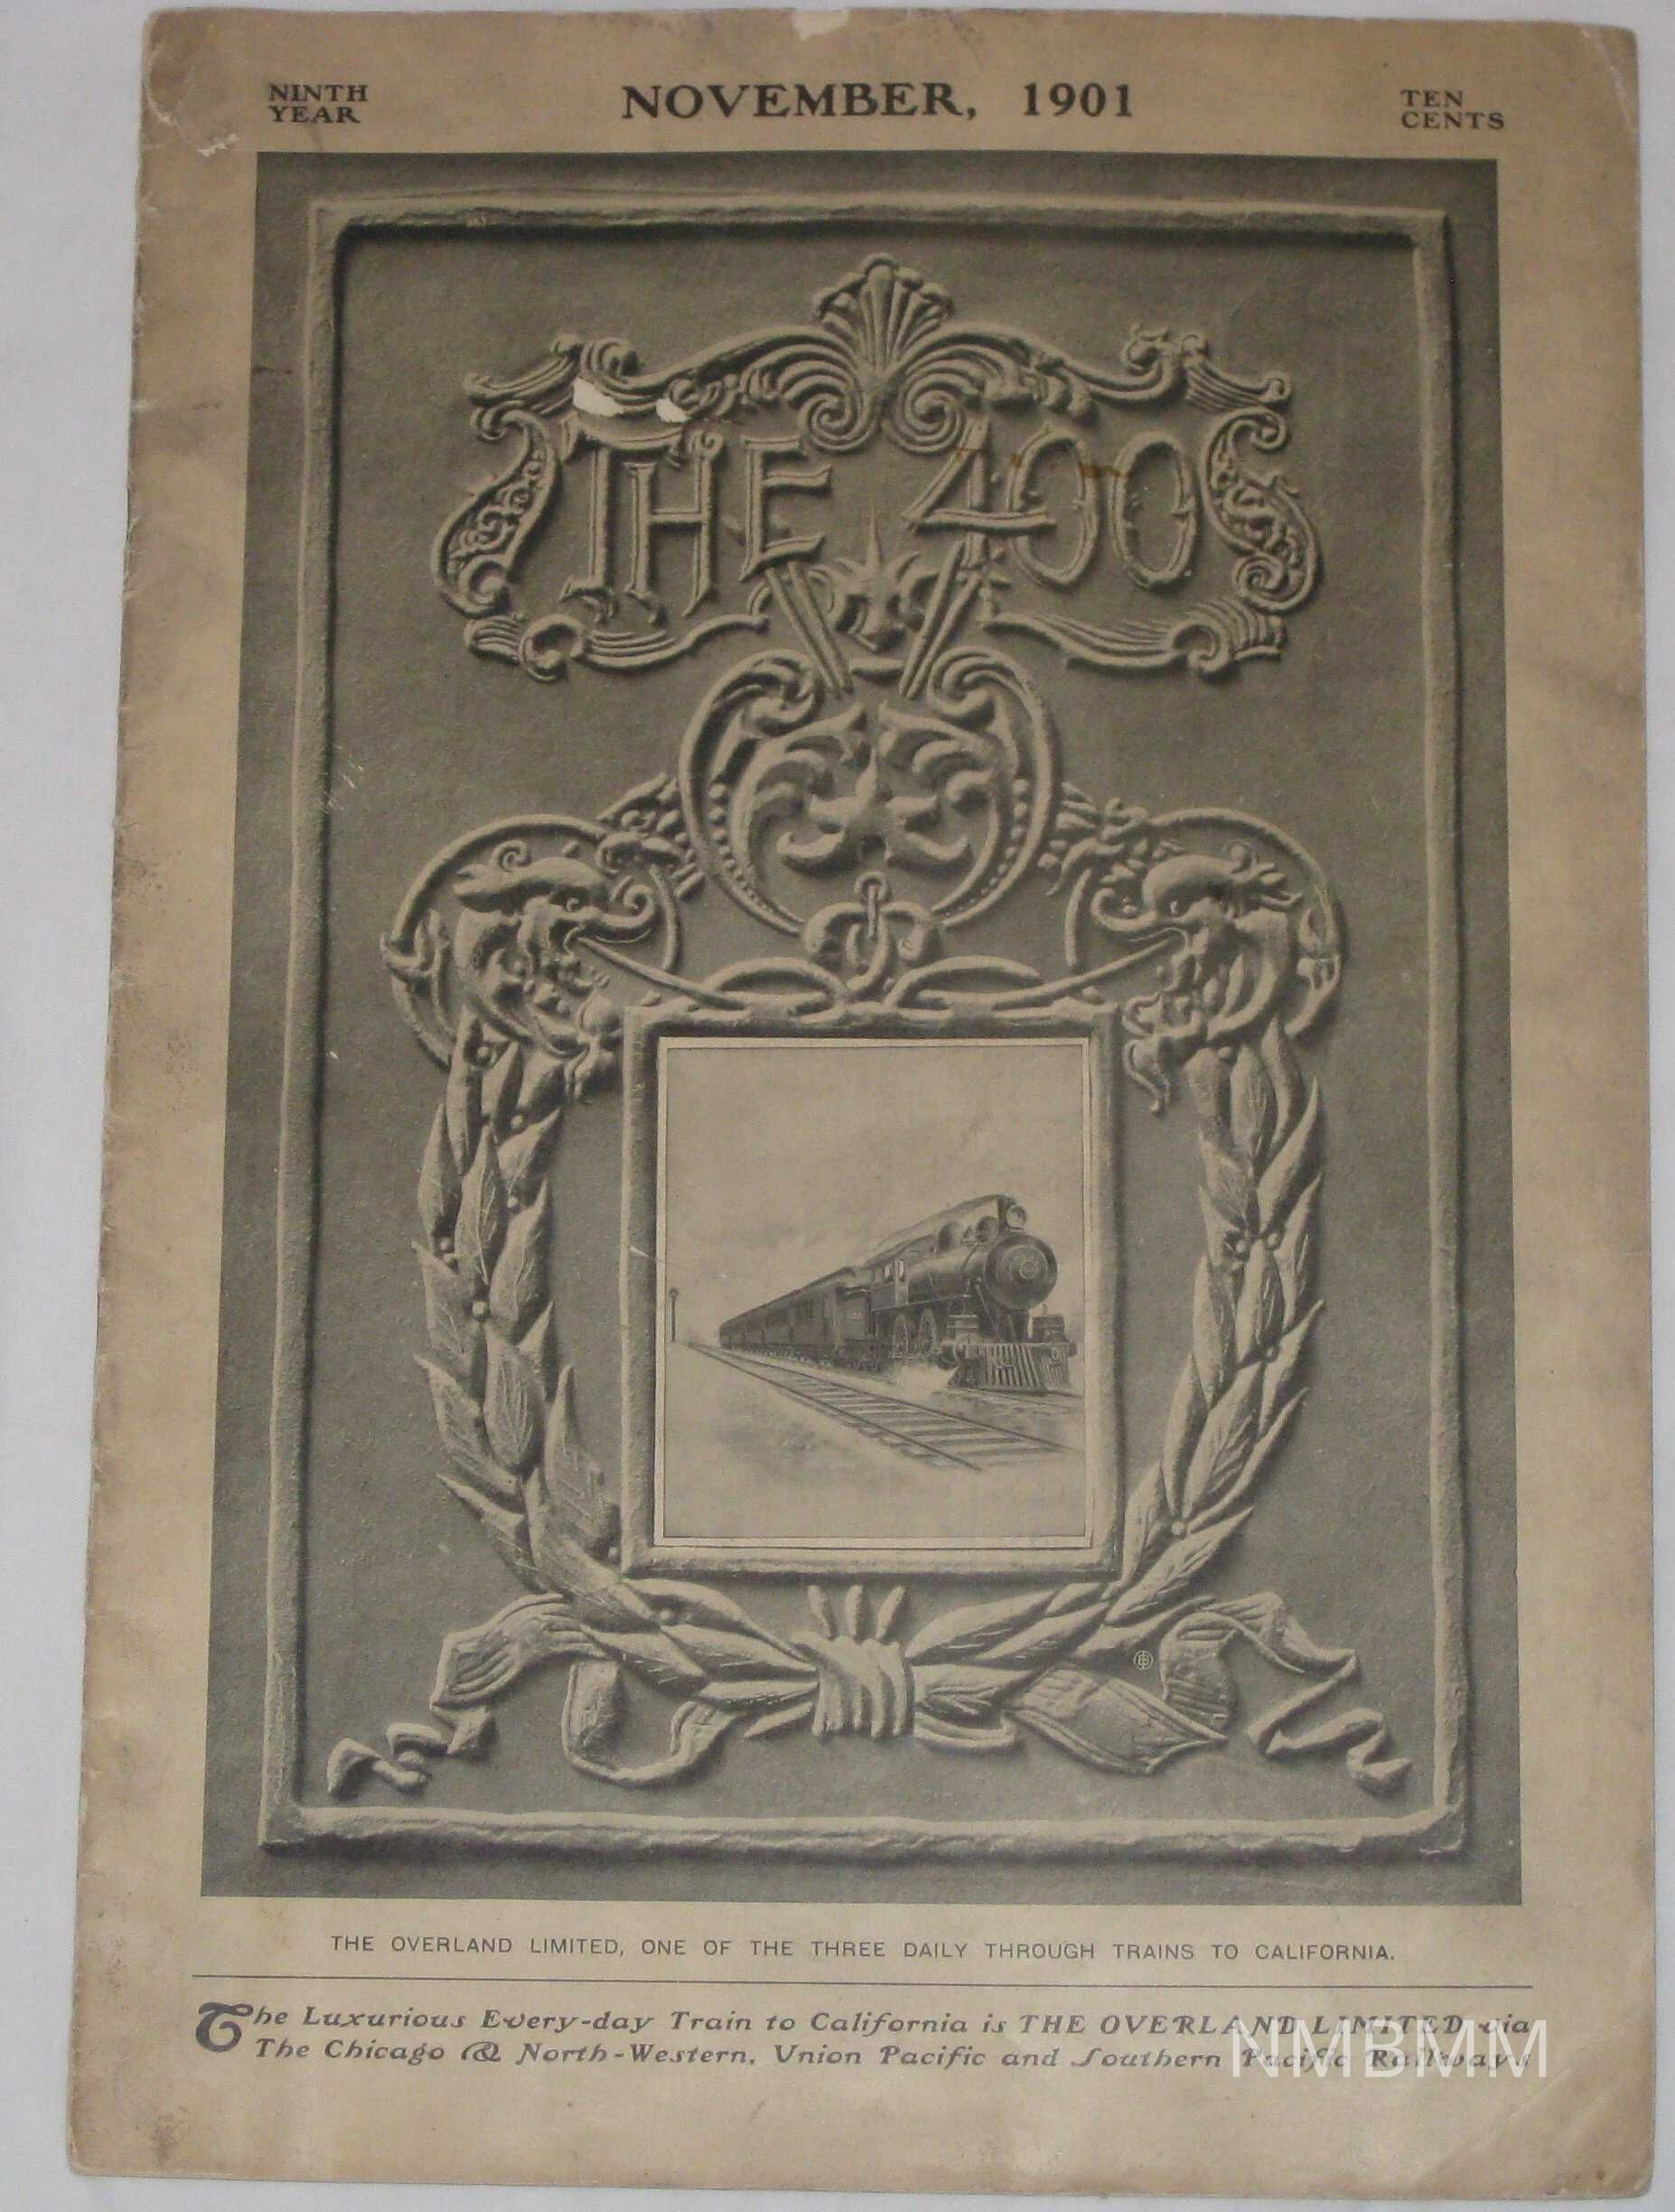 NINTH
YEAR
NOVEMBER, 1901
TEN
CENTS
THE 400
THE OVERLAND LIMITED, ONE OF THE THREE DAILY THROUGH TRAINS TO CALIFORNIA.
The Luxurious Every-day Train to California is THE OVERLAND LIMITED via
The Chicago & North-Western, Union Pacific and Southern Pacific Railways
NMBMM